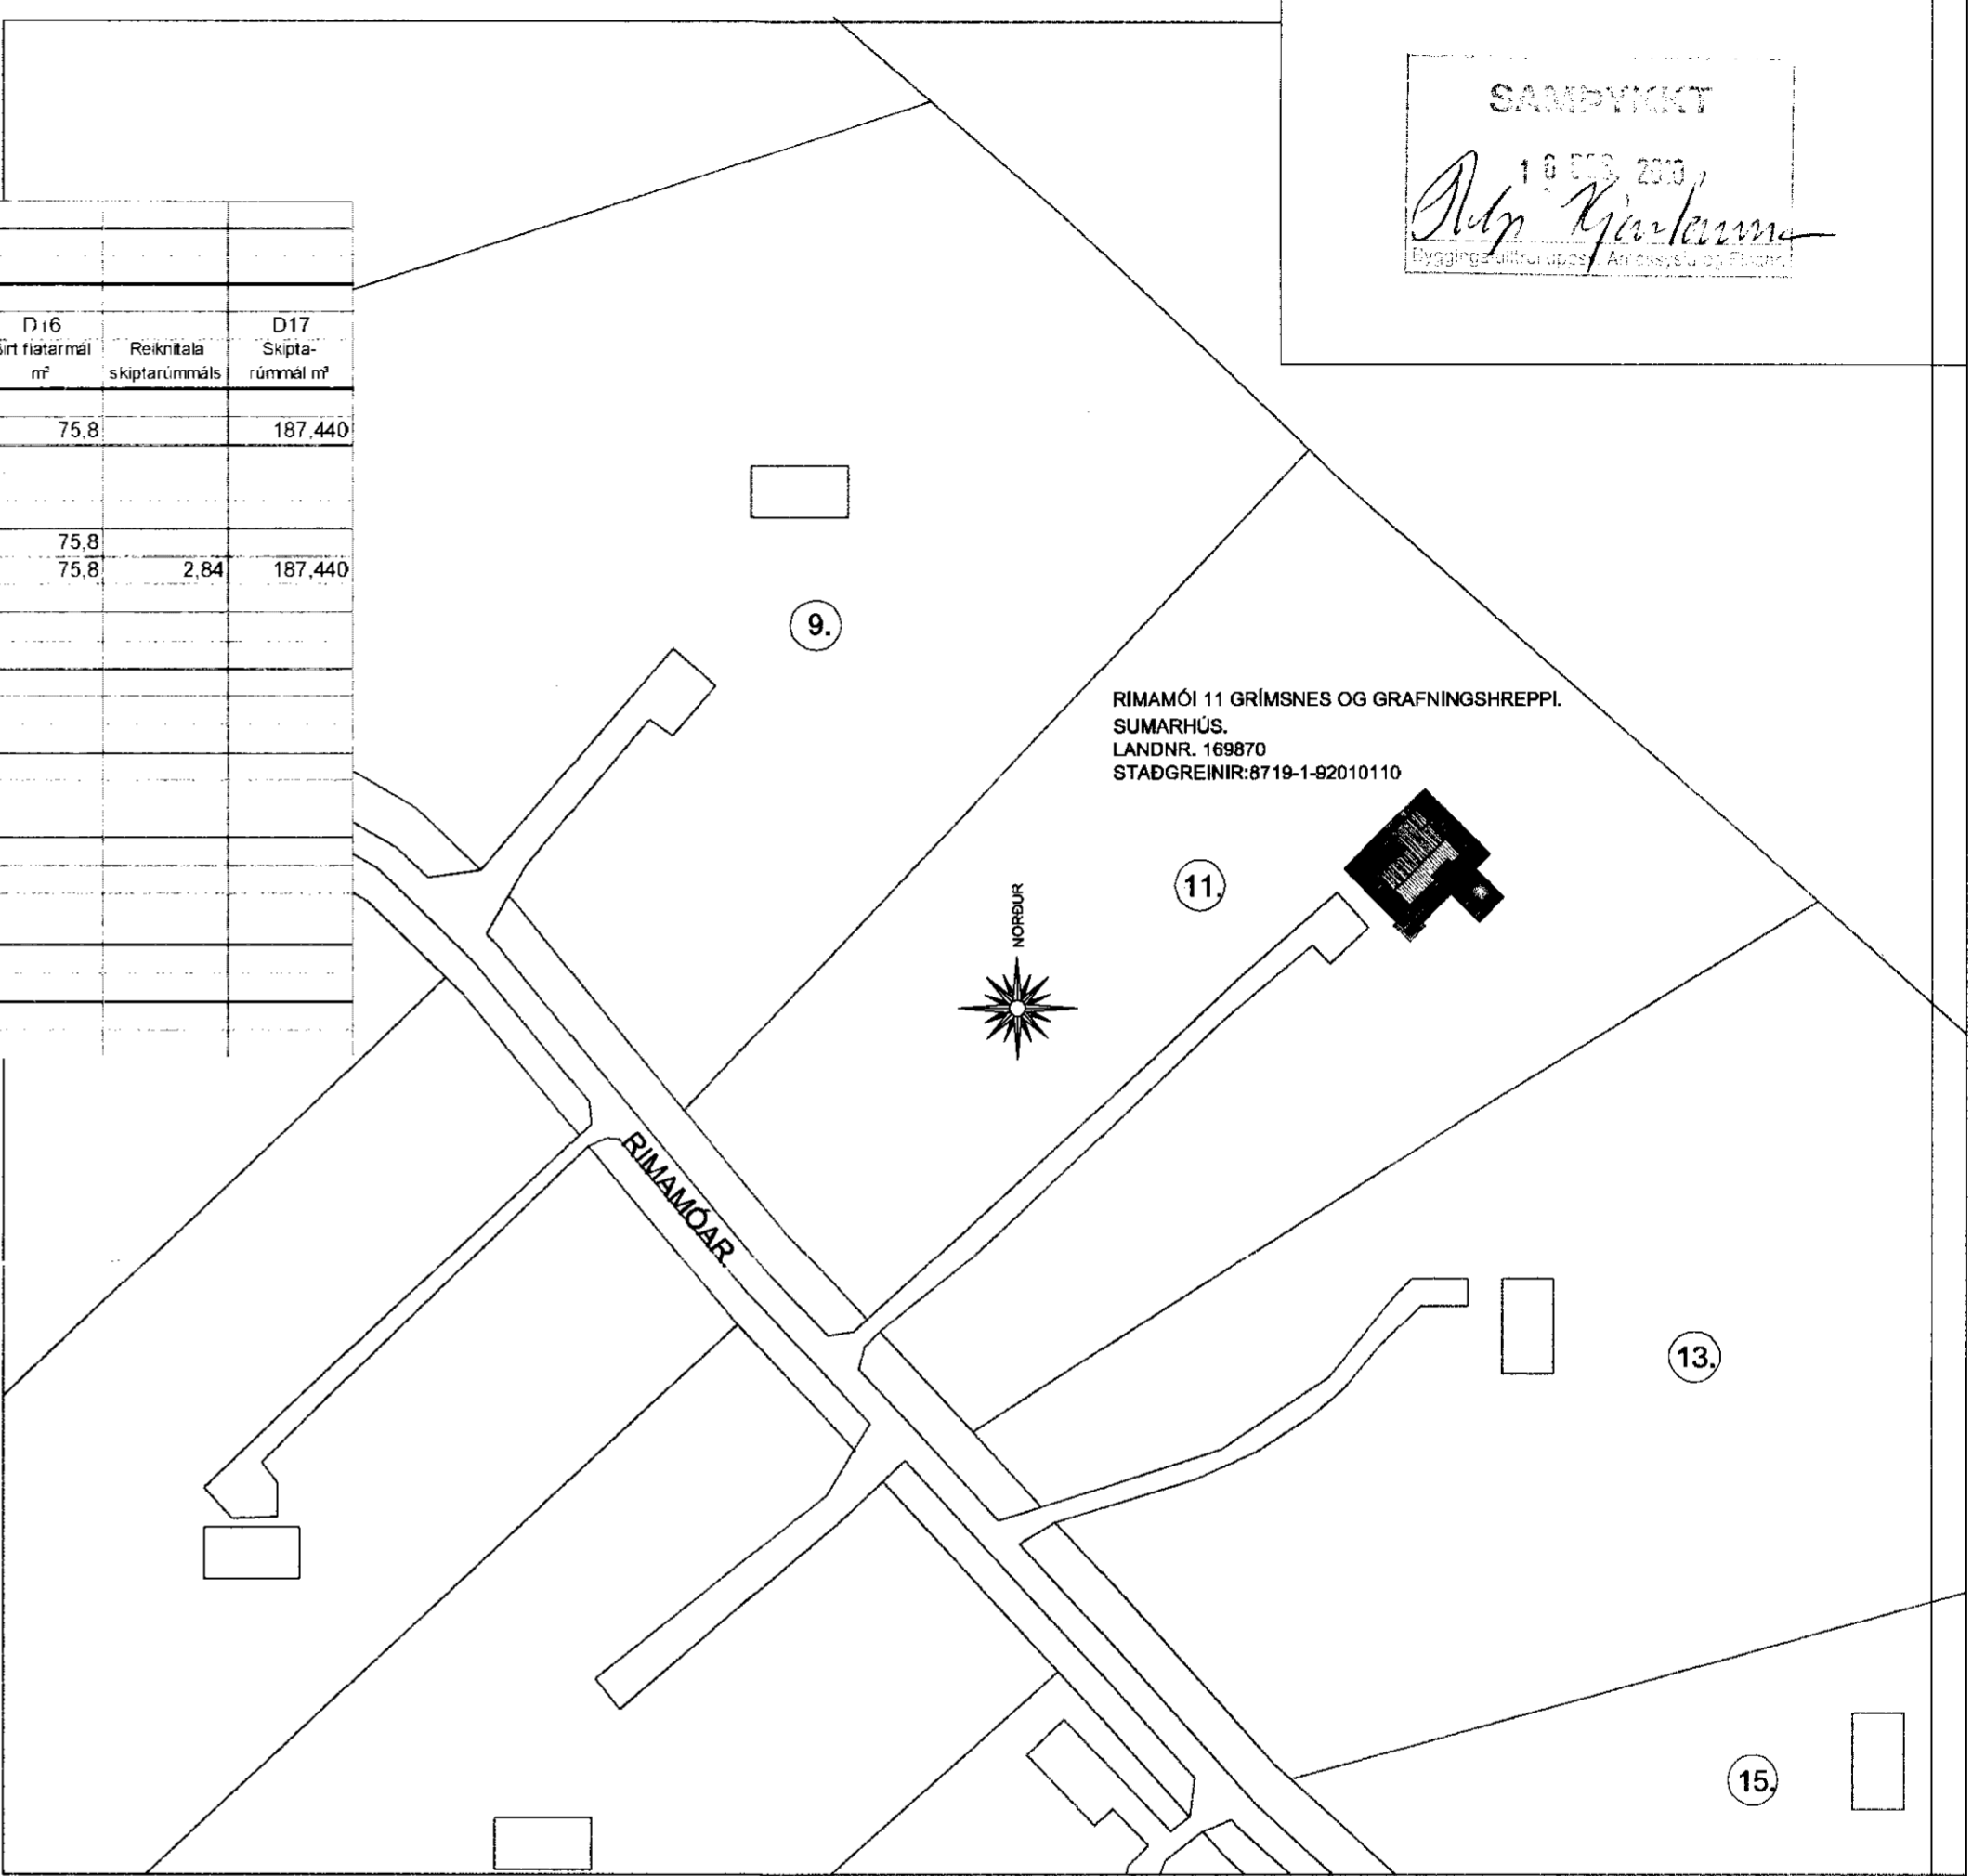 SAMÞYKKT
D16 D17
flatarmál Reiknitala Skipta-
m² skiptarúmmáls rúmmál m³
75,8 187,440
75,8
75,8 2,84 187,440
9.
RIMAMÓI 11 GRÍMSNES OG GRAFNINGSHREPPI.
SUMARHÚS.
LANDNR. 169870
STAÐGREINIR:8719-1-92010110
11.
NORÐUR
RIMAMÓAR
13.
15.